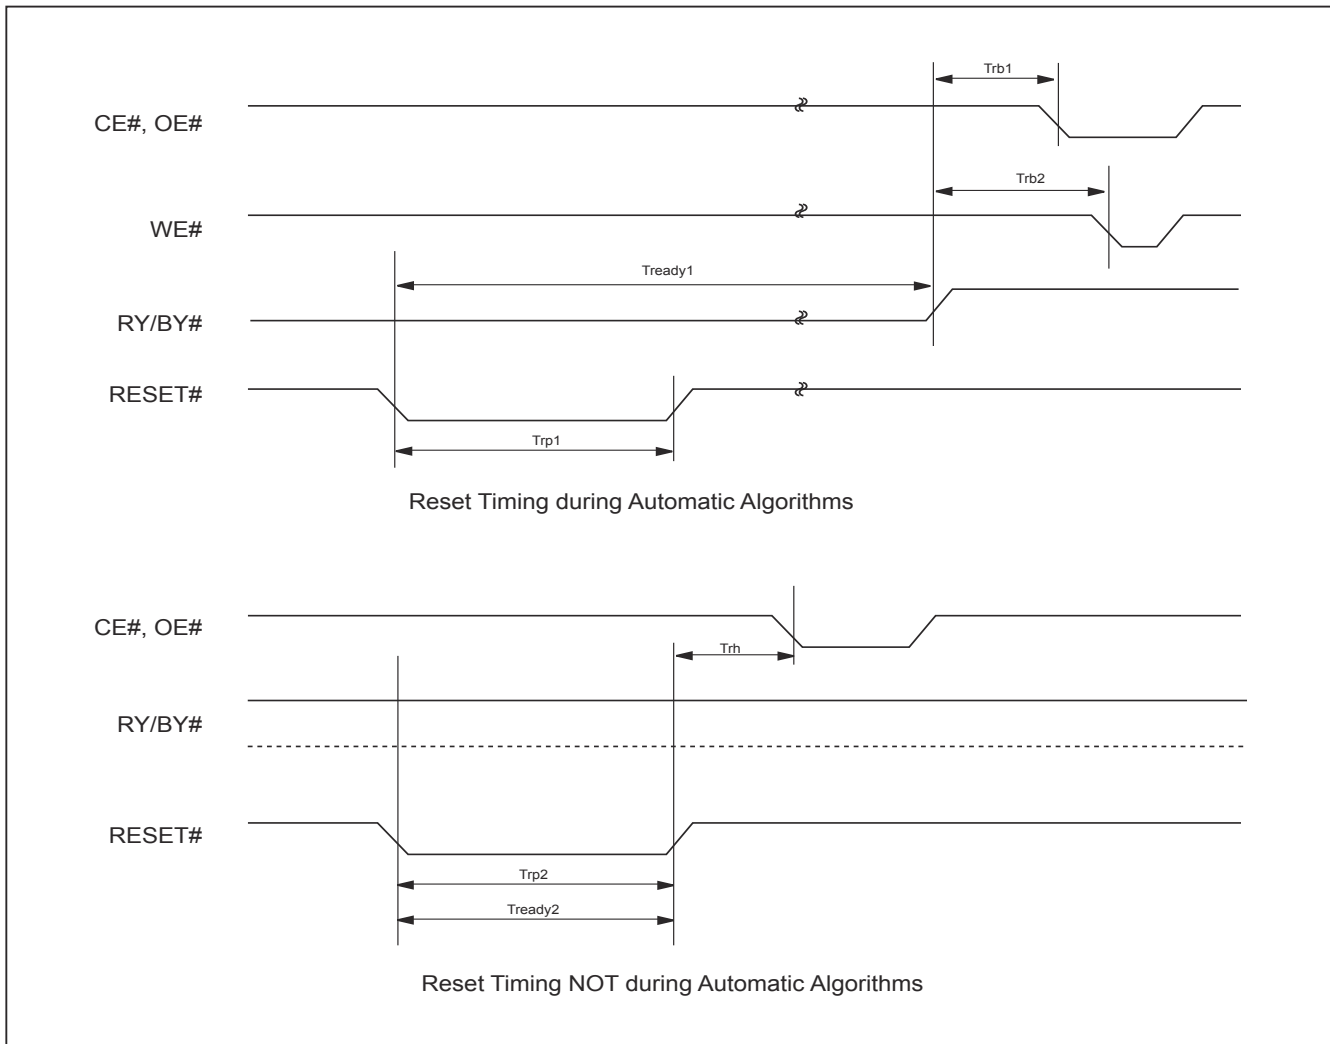 Trb1
CE#, OE#
Trb2
WE#
Tready1
RY/BY#
RESET#
Trp1
Reset Timing during Automatic Algorithms
CE#, OE#
Trh
RY/BY#
RESET#
Trp2
Tready2
Reset Timing NOT during Automatic Algorithms